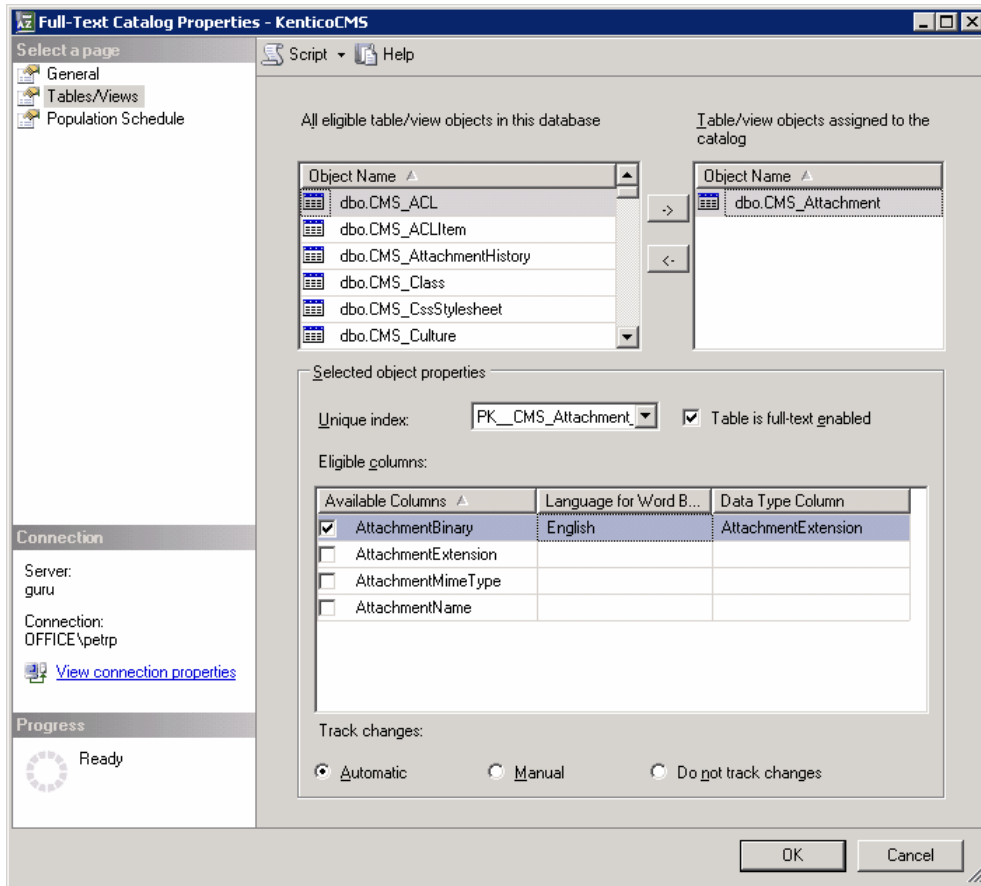 Full-Text Catalog Properties - KenticoCMS
Select a page
General
Tables/Views
Population Schedule
Script Help
All eligible table/view objects in this database
Table/view objects assigned to the
catalog
Object Name
dbo.CMS_ACL
dbo.CMS_ACLItem
dbo.CMS_AttachmentHistory
dbo.CMS_Class
dbo.CMS_CssStylesheet
dbo.CMS_Culture
->
<-
Object Name
dbo.CMS_Attachment
Selected object properties
Unique index: PK__CMS_Attachment_ Table is full-text enabled
Eligible columns:
Available Columns Language for Word B... Data Type Column
AttachmentBinary English AttachmentExtension
AttachmentExtension
AttachmentMimeType
AttachmentName
Track changes:
Automatic Manual Do not track changes
Connection
Server:
guru
Connection:
OFFICE\petrp
View connection properties
Progress
Ready
OK Cancel